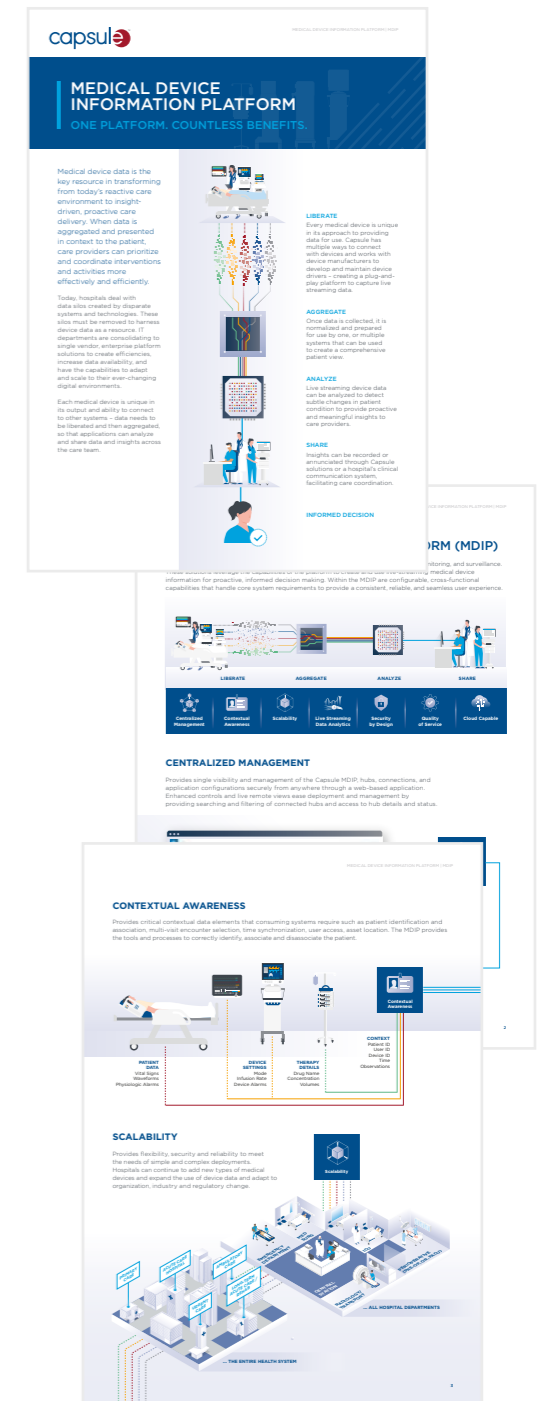 capsule
MEDICAL DEVICE INFORMATION PLATFORM / MDIP
MEDICAL DEVICE
INFORMATION PLATFORM
ONE PLATFORM. COUNTLESS BENEFITS.
Medical device data is the
key resource in transforming
from today's reactive care
environment to insight-
driven, proactive care
delivery. When data is
aggregated and presented
in context to the patient,
care providers can prioritize
and coordinate interventions
and activities more
effectively and efficiently.
Today, hospitals deal with
data silos created by disparate
systems and technologies. These
silos must be removed to harness
device data as a resource. IT
departments are consolidating to
single vendor, enterprise platform
solutions to create efficiencies,
increase data availability, and
have the capabilities to adapt
and scale to their ever-changing
digital environments.
Each medical device is unique in
its output and ability to connect
to other systems – data needs to
be liberated and then aggregated,
so that applications can analyze
and share data and insights across
the care team.
LIBERATE
Every medical device is unique
in its approach to providing
data for use. Capsule has
multiple ways to connect
with devices and works with
device manufacturers to
develop and maintain device
drivers – creating a plug-and-
play platform to capture live
streaming data.
AGGREGATE
Once data is collected, it is
normalized and prepared
for use by one, or multiple
systems that can be used
to create a comprehensive
patient view.
ANALYZE
Live streaming device data
can be analyzed to detect
subtle changes in patient
condition to provide proactive
and meaningful insights to
care providers.
SHARE
Insights can be recorded or
annunciated through Capsule
solutions or a hospital's clinical
communication system,
facilitating care coordination.
INFORMED DECISION
INFORMATION PLATFORM / MDIP
ORM (MDIP)
nitoring, and surveillance.
information for proactive, informed decision making. Within the MDIP are configurable, cross-functional
capabilities that handle core system requirements to provide a consistent, reliable, and seamless user experience
LIBERATE AGGREGATE ANALYZE SHARE
Centralized Contextual Scalability Live Streaming Security Quality Cloud Capable
Management Awareness Data Analytics by Design of Service
CENTRALIZED MANAGEMENT
Provides single visibility and management of the Capsule MDIP, hubs, connections, and
application configurations securely from anywhere through a web-based application.
Enhanced controls and live remote views ease deployment and management by
providing searching and filtering of connected hubs and access to hub details and status.
2
MEDICAL DEVICE INFORMATION PLATFORM / MDIP
CONTEXTUAL AWARENESS
Provides critical contextual data elements that consuming systems require such as patient identification and
association, multi-visit encounter selection, time synchronization, user access, asset location. The MDIP provides
the tools and processes to correctly identify, associate and disassociate the patient.
Contextual
Awareness
PATIENT
DATA
Vital Signs
Waveforms
Physiologic Alarms
DEVICE
SETTINGS
Mode
Infusion Rate
Device Alarms
THERAPY
DETAILS
Drug Name
Concentration
Volumes
CONTEXT
Patient ID
User ID
Device ID
Time
Observations
SCALABILITY
Provides flexibility, security and reliability to meet
the needs of simple and complex deployments.
Hospitals can continue to add new types of medical
devices and expand the use of device data and adapt to
organization, industry and regulatory change.
Scalability
EMERGENCY
DEPARTMENT
... ALL HOSPITAL DEPARTMENTS
... THE ENTIRE HEALTH SYSTEM
3